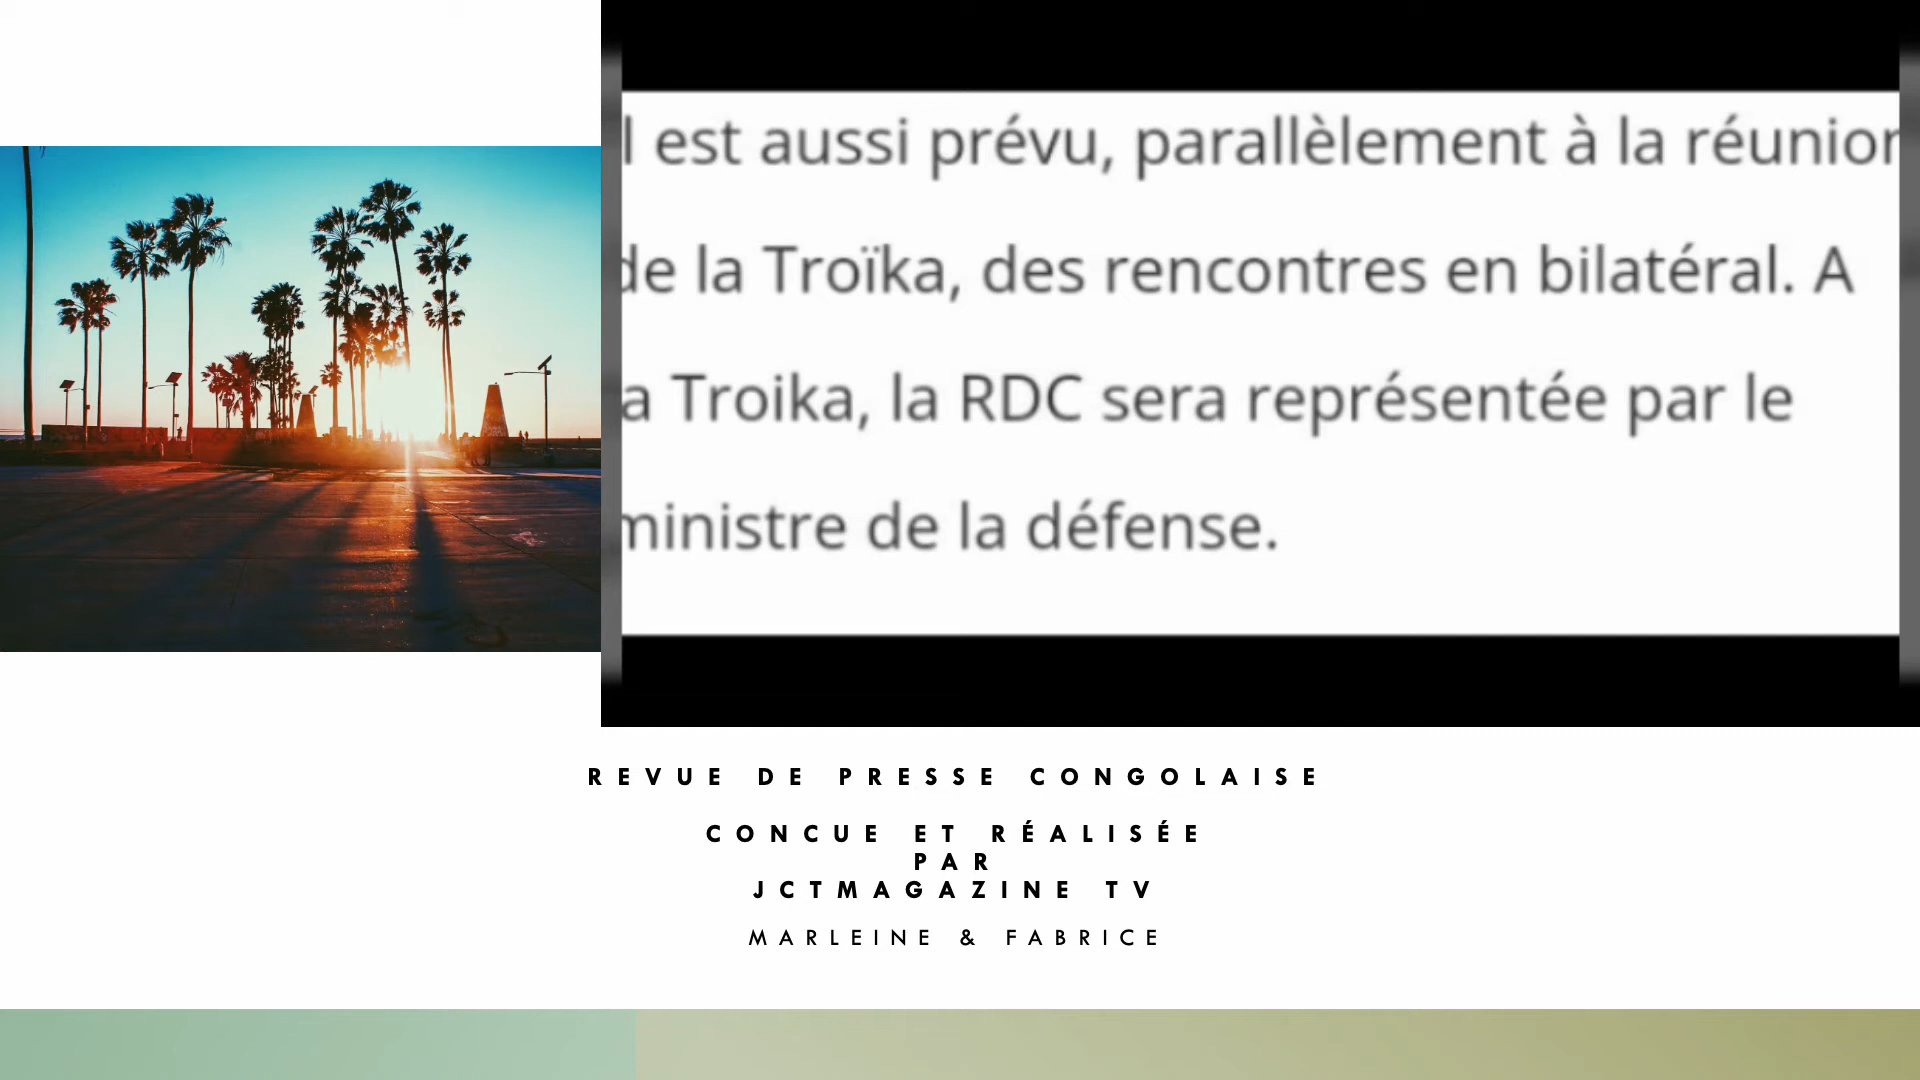 l est aussi prévu, parallèlement à la réunion
de la Troïka, des rencontres en bilatéral. A
a Troika, la RDC sera représentée par le
ministre de la défense.
REVUE DE PRESSE CONGOLAISE
CONCUE ET RÉALISÉE
PAR
JCTMAGAZINE TV
MARLEINE & FABRICE